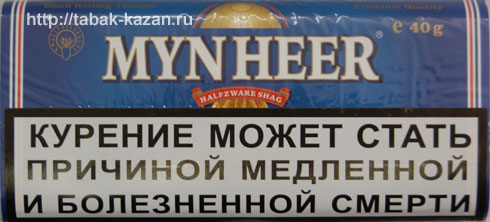 Hand Rolling Tobacco Premium Quality
http://tabak-kazan.ru
e 40g
MYNHEER®
HALFZWARE SHAG
КУРЕНИЕ МОЖЕТ СТАТЬ
ПРИЧИНОЙ МЕДЛЕННОЙ
И БОЛЕЗНЕННОЙ СМЕРТИ